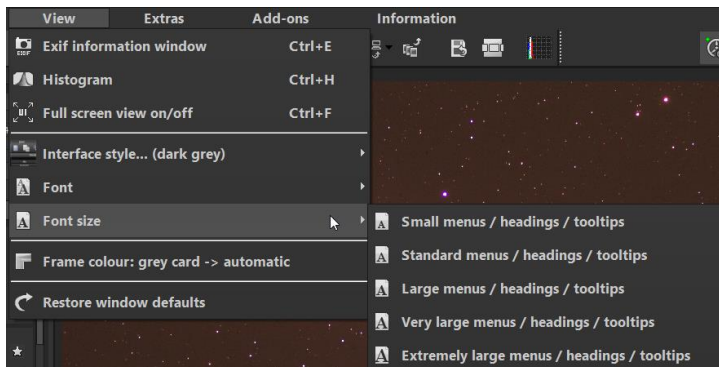 View Extras Add-ons Information
Exif information window Ctrl+E
Histogram Ctrl+H
Full screen view on/off Ctrl+F
Interface style... (dark grey)
Font
Font size
Small menus / headings / tooltips
Standard menus / headings / tooltips
Frame colour: grey card -> automatic
Large menus / headings / tooltips
Restore window defaults
Very large menus / headings / tooltips
Extremely large menus / headings / tooltips